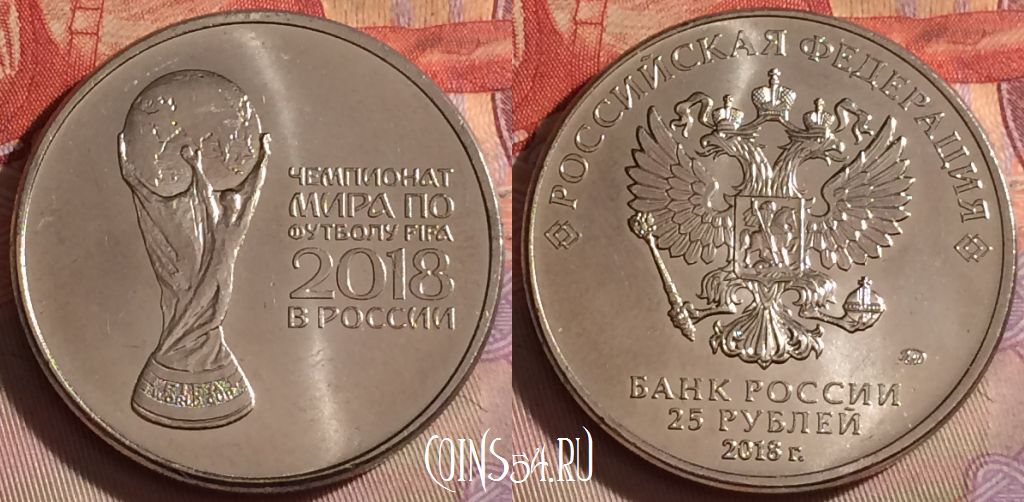 ЧЕМПИОНАТ
МИРА ПО
ФУТБОЛУ FIFA
2018
В РОССИИ
РОССИЙСКАЯ ФЕДЕРАЦИЯ
БАНК РОССИИ
25 РУБЛЕЙ
2018 г.
COINS54.RU